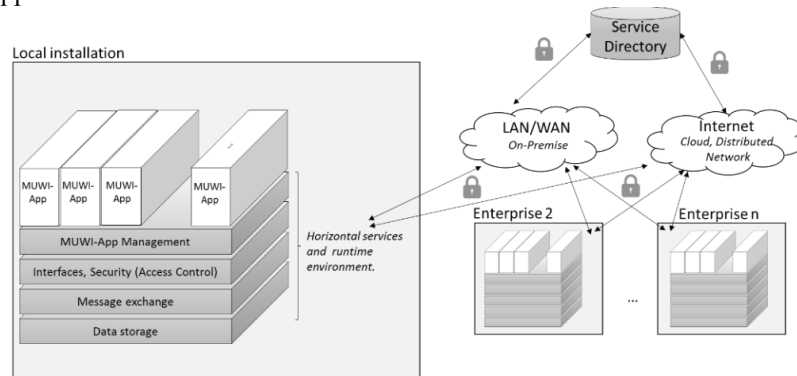 Service
Directory
Local installation
LAN/WAN
On-Premise
Internet
Cloud, Distributed
Network
MUWI-
App
MUWI-
App
MUWI-
App
...
MUWI-
App
MUWI-App Management
Interfaces, Security (Access Control)
Message exchange
Data storage
Horizontal services
and runtime
environment.
Enterprise 2
...
Enterprise n